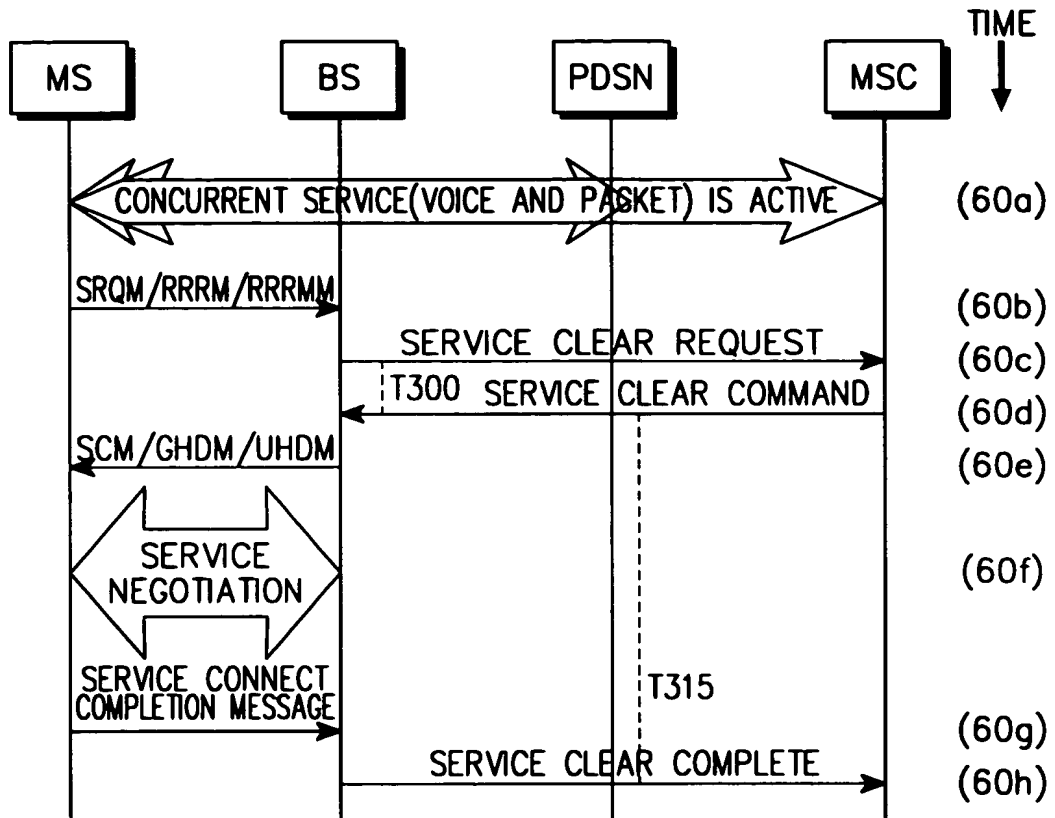 TIME
MS BS PDSN MSC
CONCURRENT SERVICE(VOICE AND PACKET) IS ACTIVE (60a)
SRQM/RRRM/RRRMM (60b)
SERVICE CLEAR REQUEST (60c)
T300 SERVICE CLEAR COMMAND (60d)
SCM/GHDM/UHDM (60e)
SERVICE
NEGOTIATION (60f)
SERVICE CONNECT
COMPLETION MESSAGE
T315
(60g)
SERVICE CLEAR COMPLETE (60h)